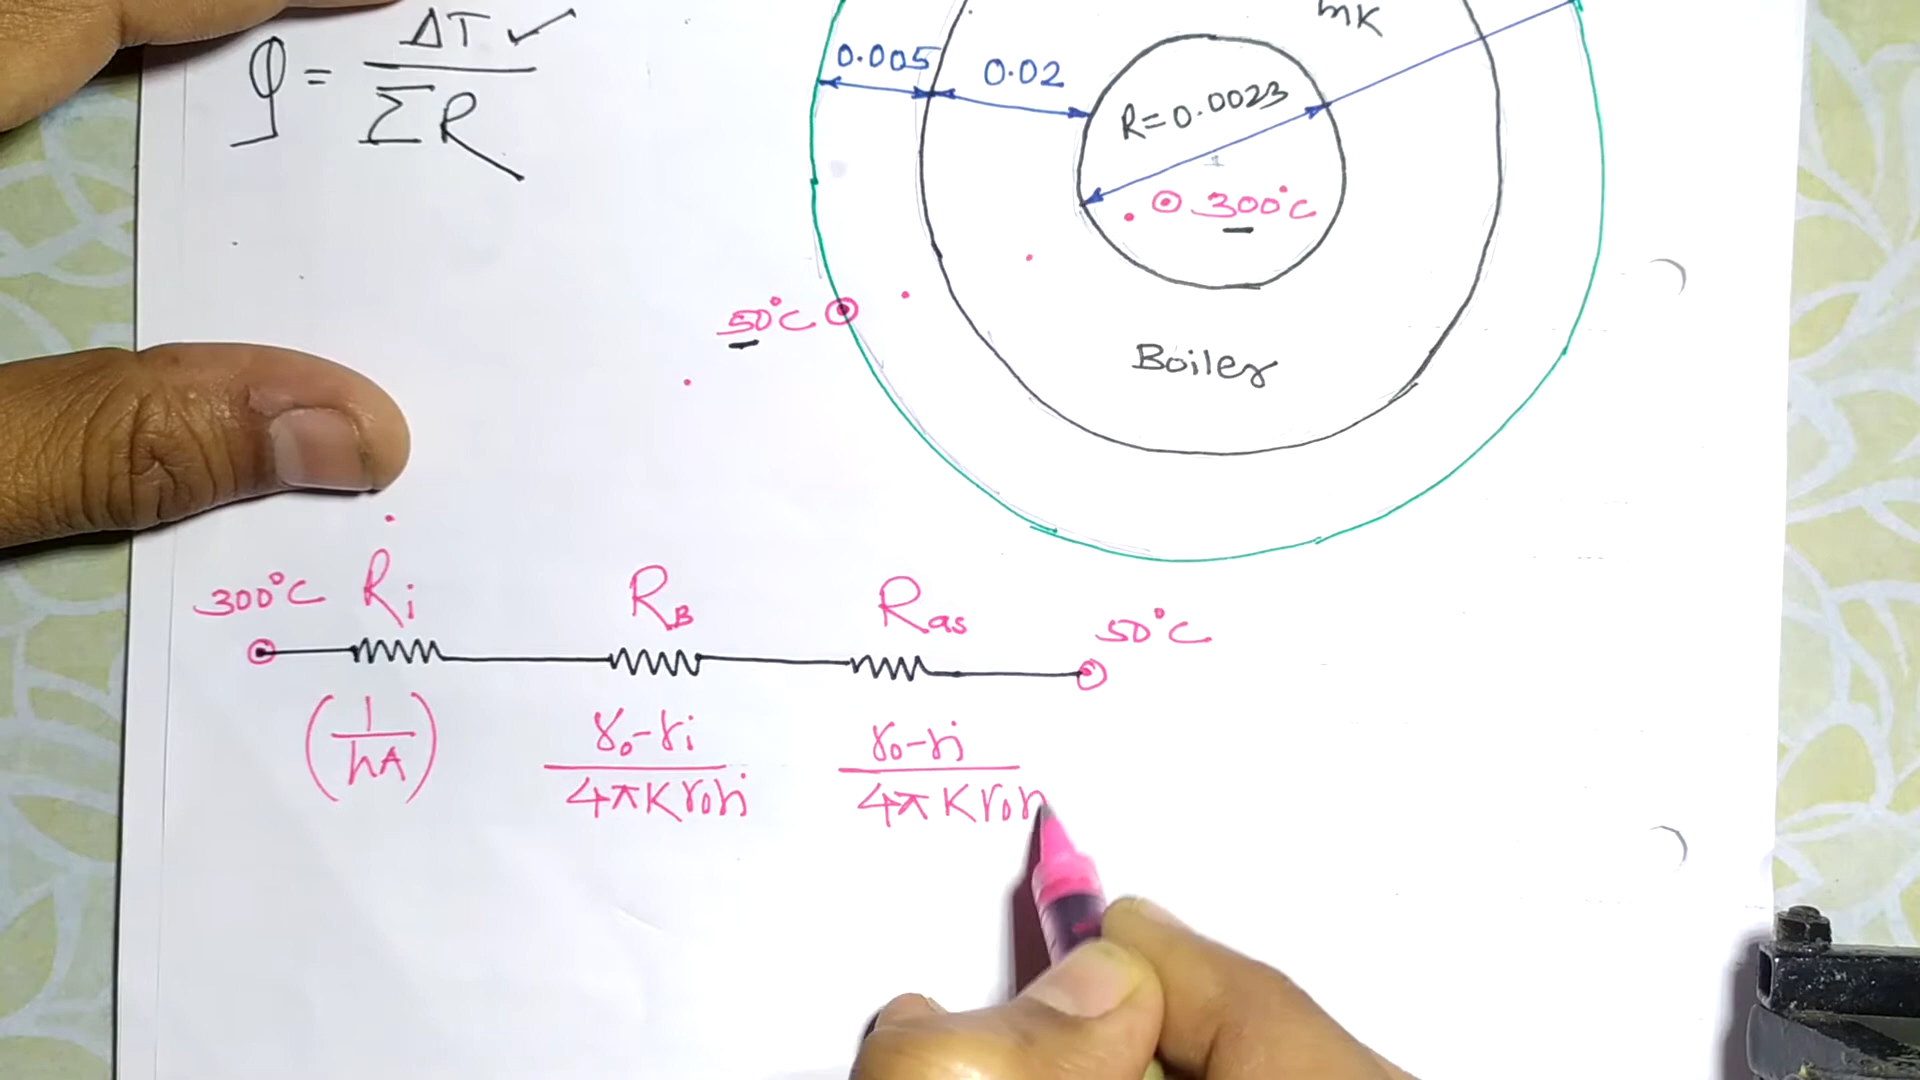 mK
φ = ΔT ✓ / ΣR
0.005
0.02
R=0.0023
300°C
50°C
Boiler
300°C
Ri
RB
Ras
50°C
(1/hA)
r₀-ri / 4πKr₀ri
r₀-ri / 4πKr₀r